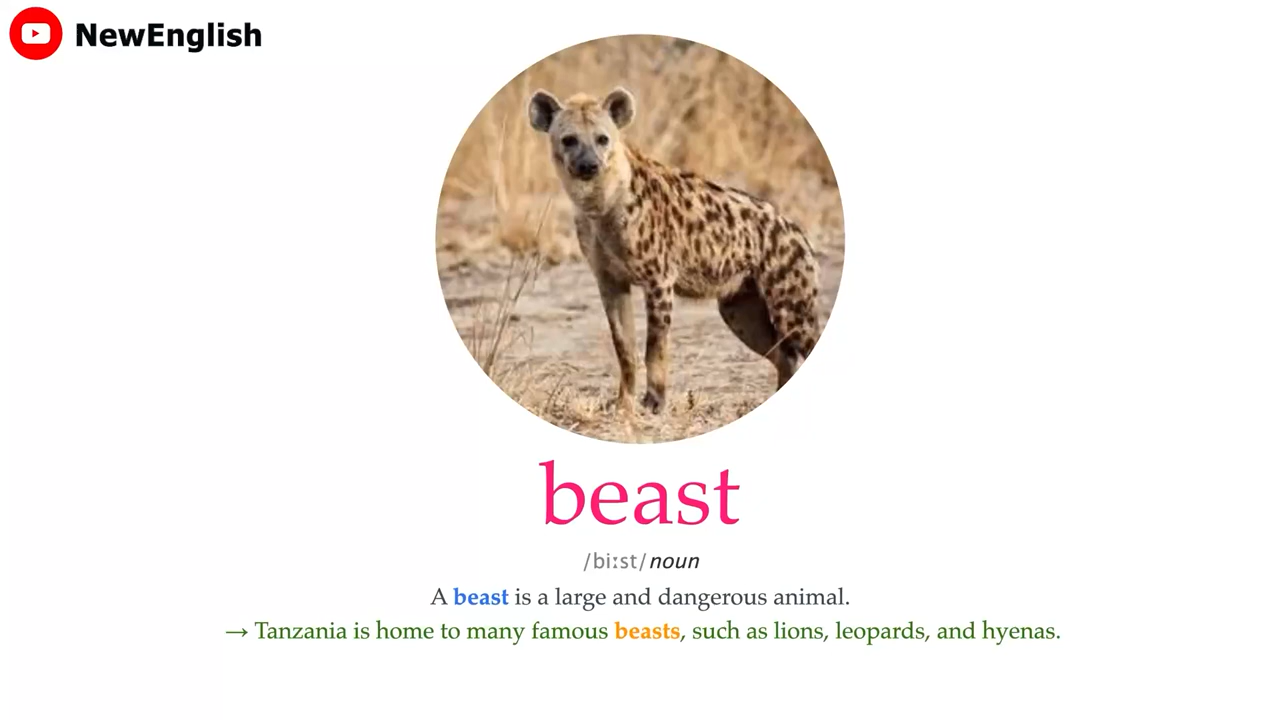 NewEnglish
beast
/biːst/ noun
A beast is a large and dangerous animal.
→ Tanzania is home to many famous beasts, such as lions, leopards, and hyenas.